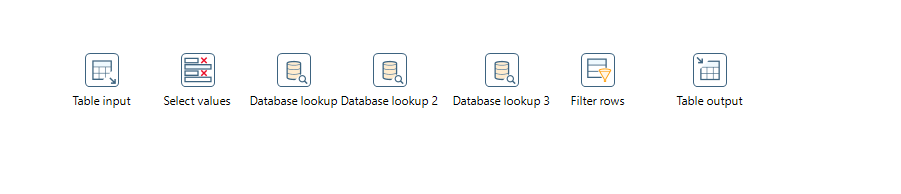 Table input Select values Database lookup Database lookup 2 Database lookup 3 Filter rows Table output